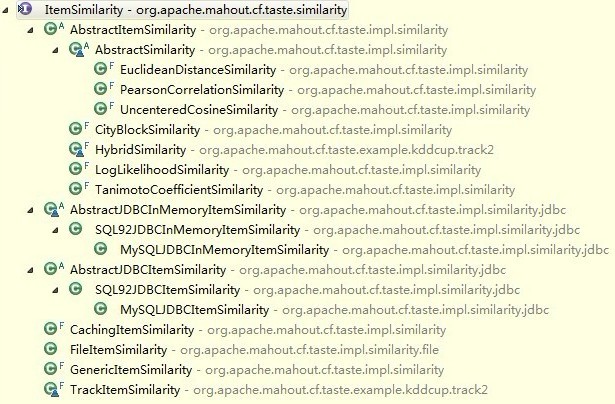 ItemSimilarity - org.apache.mahout.cf.taste.similarity
AbstractItemSimilarity - org.apache.mahout.cf.taste.impl.similarity
AbstractSimilarity - org.apache.mahout.cf.taste.impl.similarity
EuclideanDistanceSimilarity - org.apache.mahout.cf.taste.impl.similarity
PearsonCorrelationSimilarity - org.apache.mahout.cf.taste.impl.similarity
UncenteredCosineSimilarity - org.apache.mahout.cf.taste.impl.similarity
CityBlockSimilarity - org.apache.mahout.cf.taste.impl.similarity
HybridSimilarity - org.apache.mahout.cf.taste.example.kddcup.track2
LogLikelihoodSimilarity - org.apache.mahout.cf.taste.impl.similarity
TanimotoCoefficientSimilarity - org.apache.mahout.cf.taste.impl.similarity
AbstractJDBCInMemoryItemSimilarity - org.apache.mahout.cf.taste.impl.similarity.jdbc
SQL92JDBCInMemoryItemSimilarity - org.apache.mahout.cf.taste.impl.similarity.jdbc
MySQLJDBCInMemoryItemSimilarity - org.apache.mahout.cf.taste.impl.similarity.jdbc
AbstractJDBCItemSimilarity - org.apache.mahout.cf.taste.impl.similarity.jdbc
SQL92JDBCItemSimilarity - org.apache.mahout.cf.taste.impl.similarity.jdbc
MySQLJDBCItemSimilarity - org.apache.mahout.cf.taste.impl.similarity.jdbc
CachingItemSimilarity - org.apache.mahout.cf.taste.impl.similarity
FileItemSimilarity - org.apache.mahout.cf.taste.impl.similarity.file
GenericItemSimilarity - org.apache.mahout.cf.taste.impl.similarity
TrackItemSimilarity - org.apache.mahout.cf.taste.example.kddcup.track2